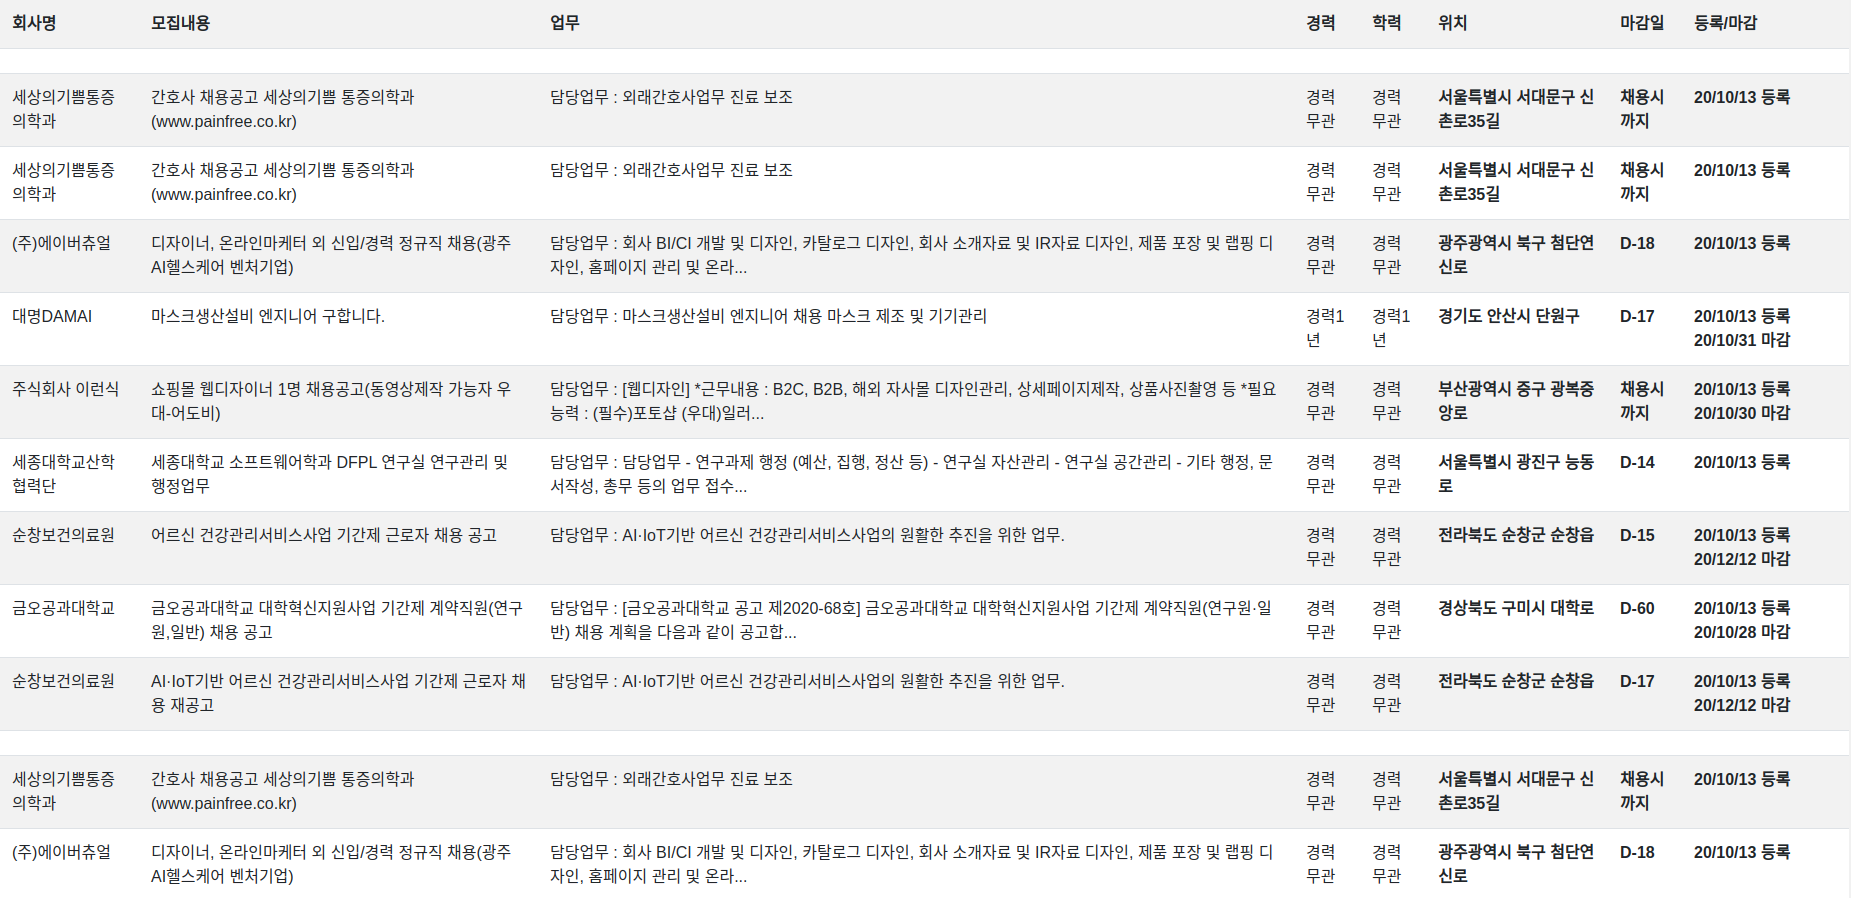 회사명 모집내용 업무 경력 학력 위치 마감일 등록/마감
세상의기쁨통증 간호사 채용공고 세상의기쁨 통증의학과 담당업무 : 외래간호사업무 진료 보조 경력 경력 서울특별시 서대문구 신 채용시 20/10/13 등록
의학과 (www.painfree.co.kr) 무관 무관 촌로35길 까지
세상의기쁨통증 간호사 채용공고 세상의기쁨 통증의학과 담당업무 : 외래간호사업무 진료 보조 경력 경력 서울특별시 서대문구 신 채용시 20/10/13 등록
의학과 (www.painfree.co.kr) 무관 무관 촌로35길 까지
(주)에이버츄얼 디자이너, 온라인마케터 외 신입/경력 정규직 채용(광주 담당업무 : 회사 BI/CI 개발 및 디자인, 카탈로그 디자인, 회사 소개자료 및 IR자료 디자인, 제품 포장 및 랩핑 디 경력 경력 광주광역시 북구 첨단연 D-18 20/10/13 등록
AI헬스케어 벤처기업) 자인, 홈페이지 관리 및 온라... 무관 무관 신로
대명DAMAI 마스크생산설비 엔지니어 구합니다. 담당업무 : 마스크생산설비 엔지니어 채용 마스크 제조 및 기기관리 경력1 경력1 경기도 안산시 단원구 D-17 20/10/13 등록
년 년 20/10/31 마감
주식회사 이런식 쇼핑몰 웹디자이너 1명 채용공고(동영상제작 가능자 우 담당업무 : [웹디자인] *근무내용 : B2C, B2B, 해외 자사몰 디자인관리, 상세페이지제작, 상품사진촬영 등 *필요 경력 경력 부산광역시 중구 광복중 채용시 20/10/13 등록
대-어도비) 능력 : (필수)포토샵 (우대)일러... 무관 무관 앙로 까지 20/10/30 마감
세종대학교산학 세종대학교 소프트웨어학과 DFPL 연구실 연구관리 및 담당업무 : 담당업무 - 연구과제 행정 (예산, 집행, 정산 등) - 연구실 자산관리 - 연구실 공간관리 - 기타 행정, 문 경력 경력 서울특별시 광진구 능동 D-14 20/10/13 등록
협력단 행정업무 서작성, 총무 등의 업무 접수... 무관 무관 로
순창보건의료원 어르신 건강관리서비스사업 기간제 근로자 채용 공고 담당업무 : AI·IoT기반 어르신 건강관리서비스사업의 원활한 추진을 위한 업무. 경력 경력 전라북도 순창군 순창읍 D-15 20/10/13 등록
무관 무관 20/12/12 마감
금오공과대학교 금오공과대학교 대학혁신지원사업 기간제 계약직원(연구 담당업무 : [금오공과대학교 공고 제2020-68호] 금오공과대학교 대학혁신지원사업 기간제 계약직원(연구원·일 경력 경력 경상북도 구미시 대학로 D-60 20/10/13 등록
원,일반) 채용 공고 반) 채용 계획을 다음과 같이 공고합... 무관 무관 20/10/28 마감
순창보건의료원 AI·IoT기반 어르신 건강관리서비스사업 기간제 근로자 채 담당업무 : AI·IoT기반 어르신 건강관리서비스사업의 원활한 추진을 위한 업무. 경력 경력 전라북도 순창군 순창읍 D-17 20/10/13 등록
용 재공고 무관 무관 20/12/12 마감
세상의기쁨통증 간호사 채용공고 세상의기쁨 통증의학과 담당업무 : 외래간호사업무 진료 보조 경력 경력 서울특별시 서대문구 신 채용시 20/10/13 등록
의학과 (www.painfree.co.kr) 무관 무관 촌로35길 까지
(주)에이버츄얼 디자이너, 온라인마케터 외 신입/경력 정규직 채용(광주 담당업무 : 회사 BI/CI 개발 및 디자인, 카탈로그 디자인, 회사 소개자료 및 IR자료 디자인, 제품 포장 및 랩핑 디 경력 경력 광주광역시 북구 첨단연 D-18 20/10/13 등록
AI헬스케어 벤처기업) 자인, 홈페이지 관리 및 온라... 무관 무관 신로